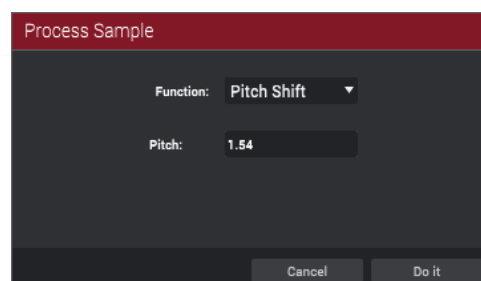 Process Sample
Function: Pitch Shift
Pitch: 1.54
Cancel Do it